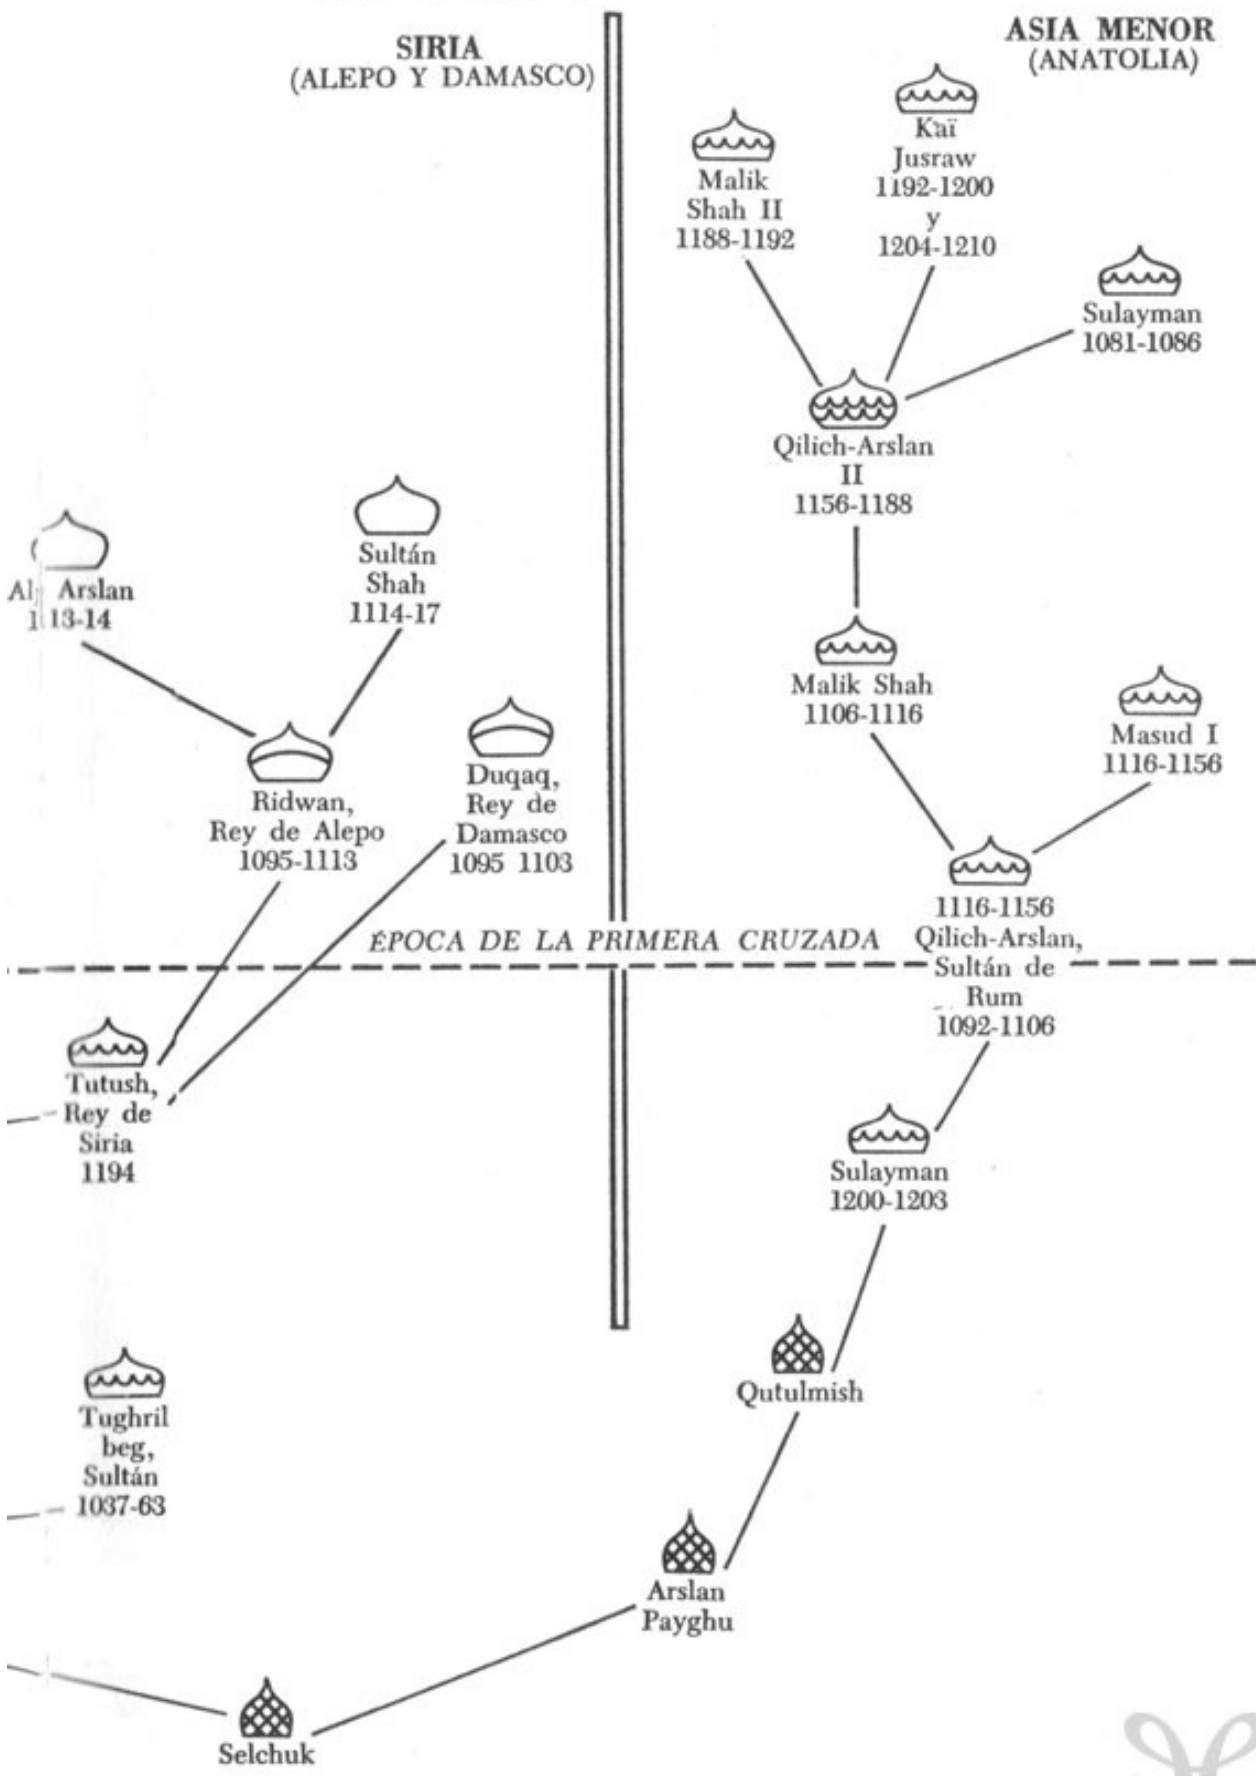 SIRIA
(ALEPO Y DAMASCO)
ASIA MENOR
(ANATOLIA)
Kaï
Jusraw
1192-1200
y
1204-1210
Malik
Shah II
1188-1192
Sulayman
1081-1086
Qilich-Arslan
II
1156-1188
Arslan
13-14
Sultán
Shah
1114-17
Malik Shah
1106-1116
Masud I
1116-1156
Ridwan,
Rey de Alepo
1095-1113
Duqaq,
Rey de
Damasco
1095 1103
ÉPOCA DE LA PRIMERA CRUZADA
1116-1156
Qilich-Arslan,
Sultán de
Rum
1092-1106
Tutush,
Rey de
Siria
1194
Sulayman
1200-1203
Tughril
beg,
Sultán
1037-63
Qutulmish
Arslan
Payghu
Selchuk